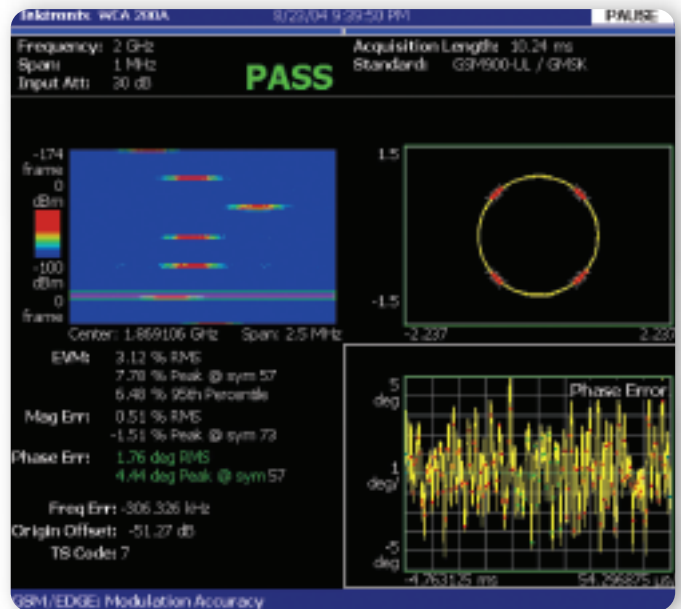 Tektronix WCA 280A 8/23/04 9:39:50 PM PAUSE
Frequency: 2 GHz
Span: 1 MHz
Input Att: 30 dB
PASS
Acquisition Length: 10.24 ms
Standard: GSM900-UL / GMSK
-174
frame
0
dBm
-100
dBm
0
frame
Center: 1.869106 GHz Span: 2.5 MHz
1.5
-1.5
-2.237 2.237
EVM: 3.12 % RMS
7.78 % Peak @ sym 57
6.48 % 95th Percentile
Mag Err: 0.51 % RMS
-1.51 % Peak @ sym 73
Phase Err: 1.76 deg RMS
4.44 deg Peak @ sym 57
Freq Err: -306.326 kHz
Origin Offset: -51.27 dB
TS Code: 7
Phase Error
5
deg
1
deg/
-5
deg
-4.763125 ms 54.296875 µs
GSM/EDGE: Modulation Accuracy